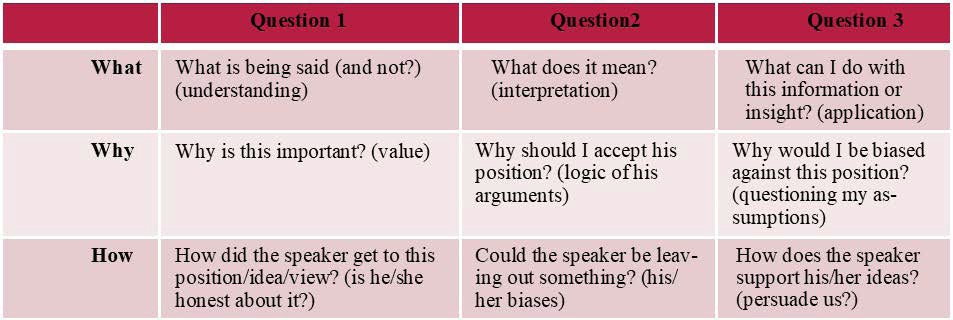 Question 1
Question2
Question 3
What
What is being said (and not?)
(understanding)
What does it mean?
(interpretation)
What can I do with
this information or
insight? (application)
Why
Why is this important? (value)
Why should I accept his
position? (logic of his
arguments)
Why would I be biased
against this position?
(questioning my as-
sumptions)
How
How did the speaker get to this
position/idea/view? (is he/she
honest about it?)
Could the speaker be leav-
ing out something? (his/
her biases)
How does the speaker
support his/her ideas?
(persuade us?)